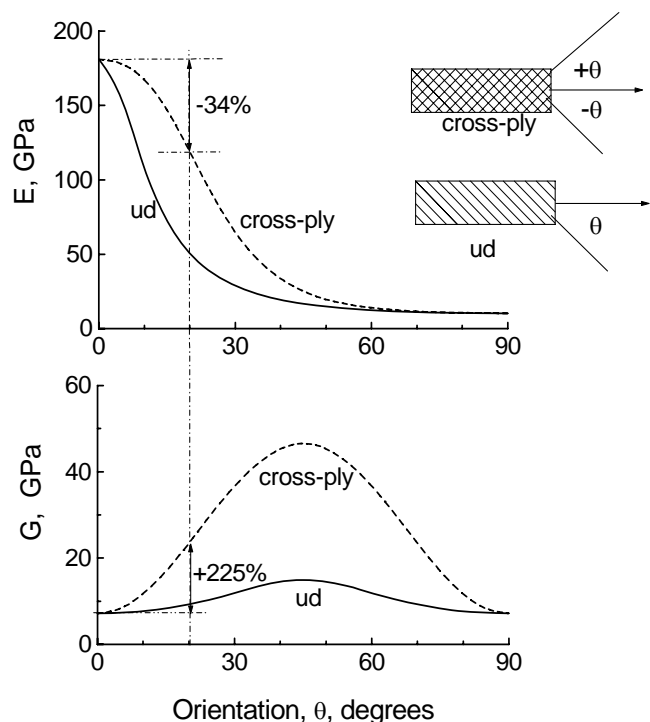 200
150
100
50
0
E, GPa
-34%
ud
cross-ply
0
30
60
90
+θ
-θ
cross-ply
θ
ud
60
40
20
0
G, GPa
cross-ply
+225%
ud
0
30
60
90
Orientation, θ, degrees